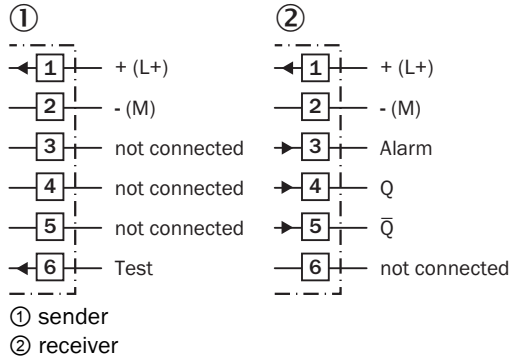 ① ②
1 + (L+) 1 + (L+)
2 - (M) 2 - (M)
3 not connected 3 Alarm
4 not connected 4 Q
5 not connected 5 Q̅
6 Test 6 not connected
① sender
② receiver